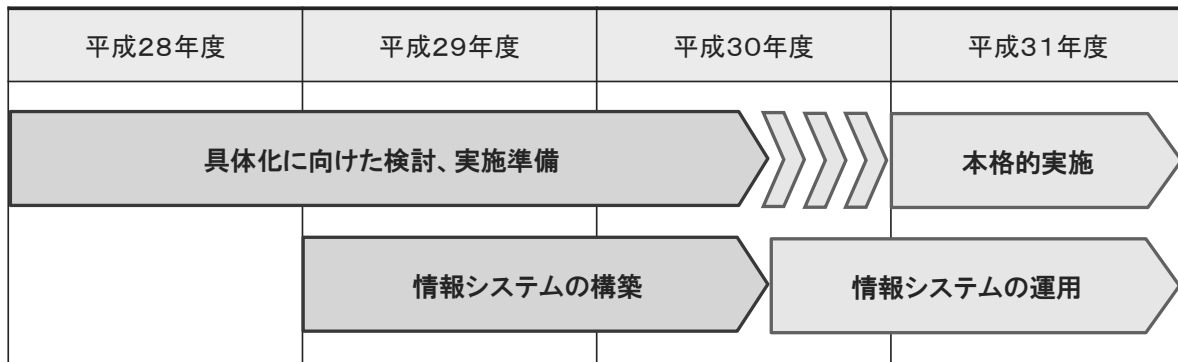 平成28年度
平成29年度
平成30年度
平成31年度
具体化に向けた検討、実施準備
本格的実施
情報システムの構築
情報システムの運用